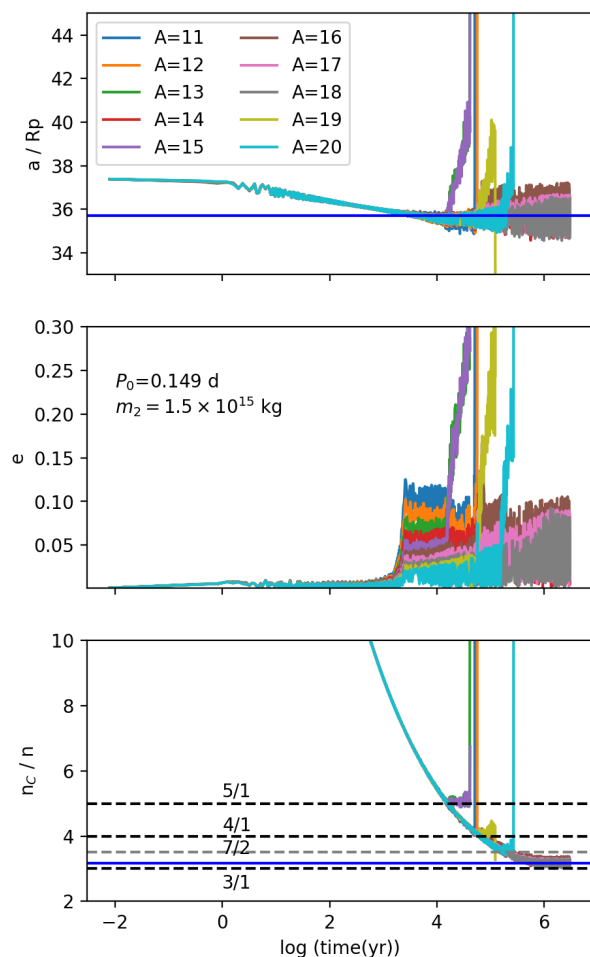 44
42
40
38
36
34
a / Rp
A=11
A=12
A=13
A=14
A=15
A=16
A=17
A=18
A=19
A=20
0.30
0.25
0.20
0.15
0.10
0.05
e
P₀=0.149 d
m₂ = 1.5 × 10¹⁵ kg
10
8
6
4
2
n_C / n
5/1
4/1
7/2
3/1
−2
0
2
4
6
log (time(yr))